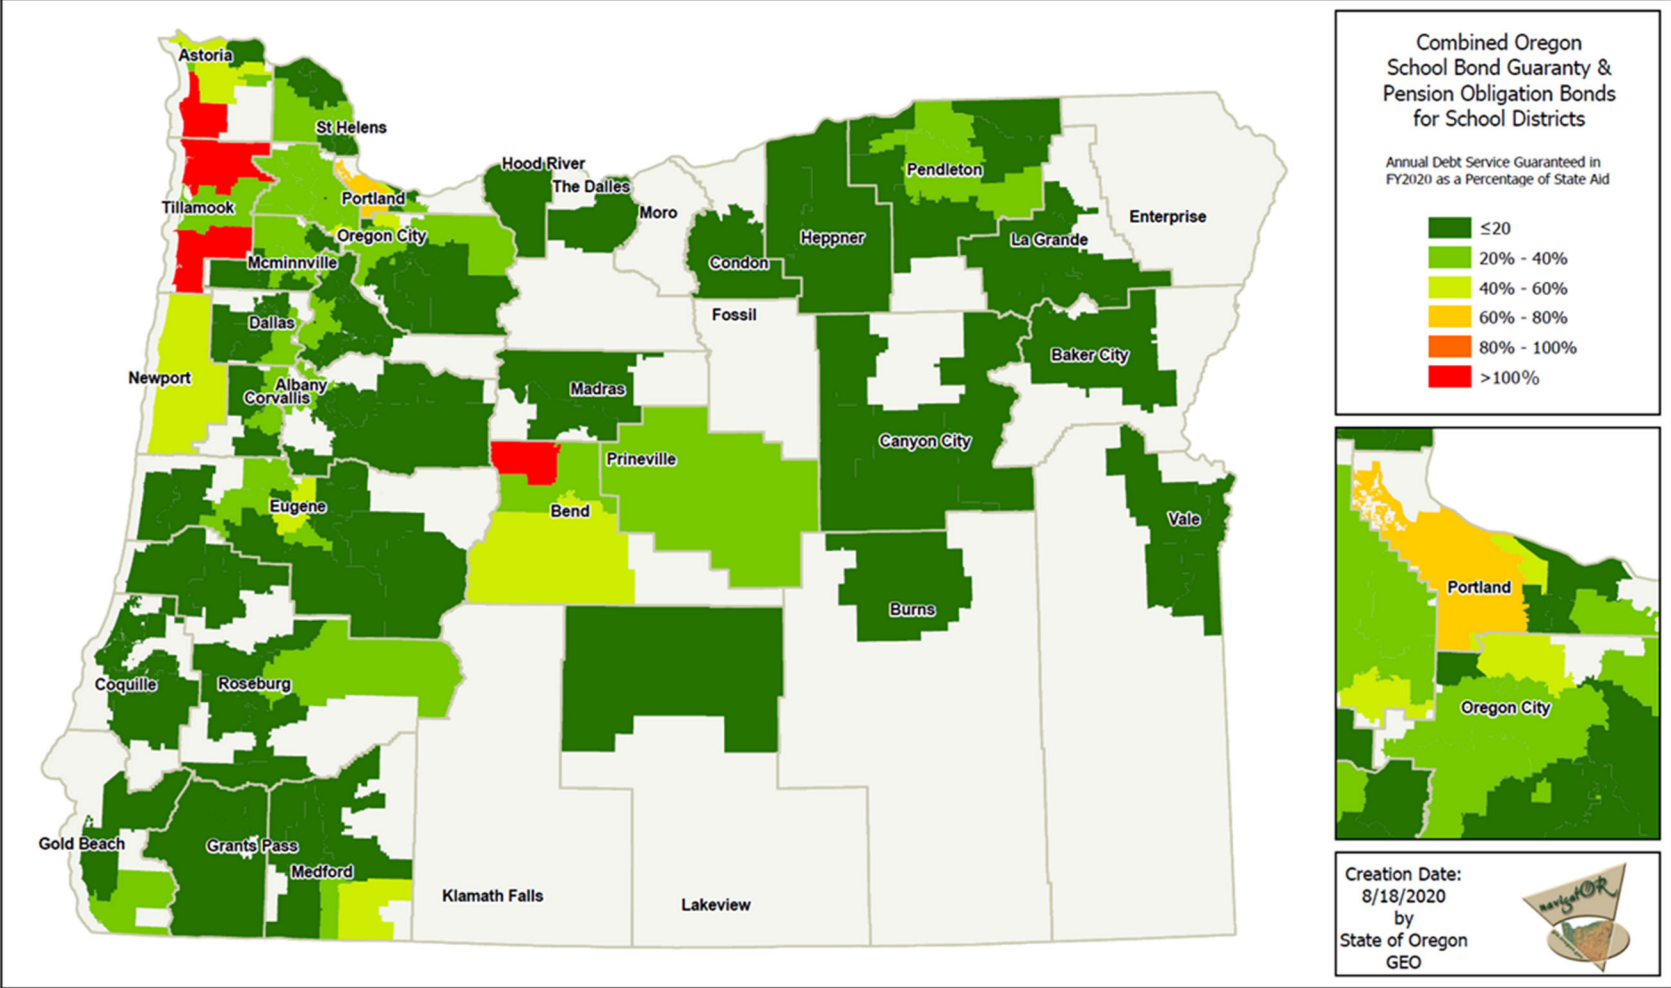 Astoria
St Helens
Hood River
The Dalles
Portland
Tillamook
Moro
Pendleton
Enterprise
Oregon City
Heppner
La Grande
Mcminnville
Condon
Fossil
Dallas
Baker City
Newport
Albany
Corvallis
Madras
Canyon City
Prineville
Eugene
Bend
Vale
Burns
Coquille
Roseburg
Gold Beach
Grants Pass
Medford
Klamath Falls
Lakeview
Combined Oregon
School Bond Guaranty &
Pension Obligation Bonds
for School Districts
Annual Debt Service Guaranteed in
FY2020 as a Percentage of State Aid
≤20
20% - 40%
40% - 60%
60% - 80%
80% - 100%
>100%
Portland
Oregon City
Creation Date:
8/18/2020
by
State of Oregon
GEO
navigatOR